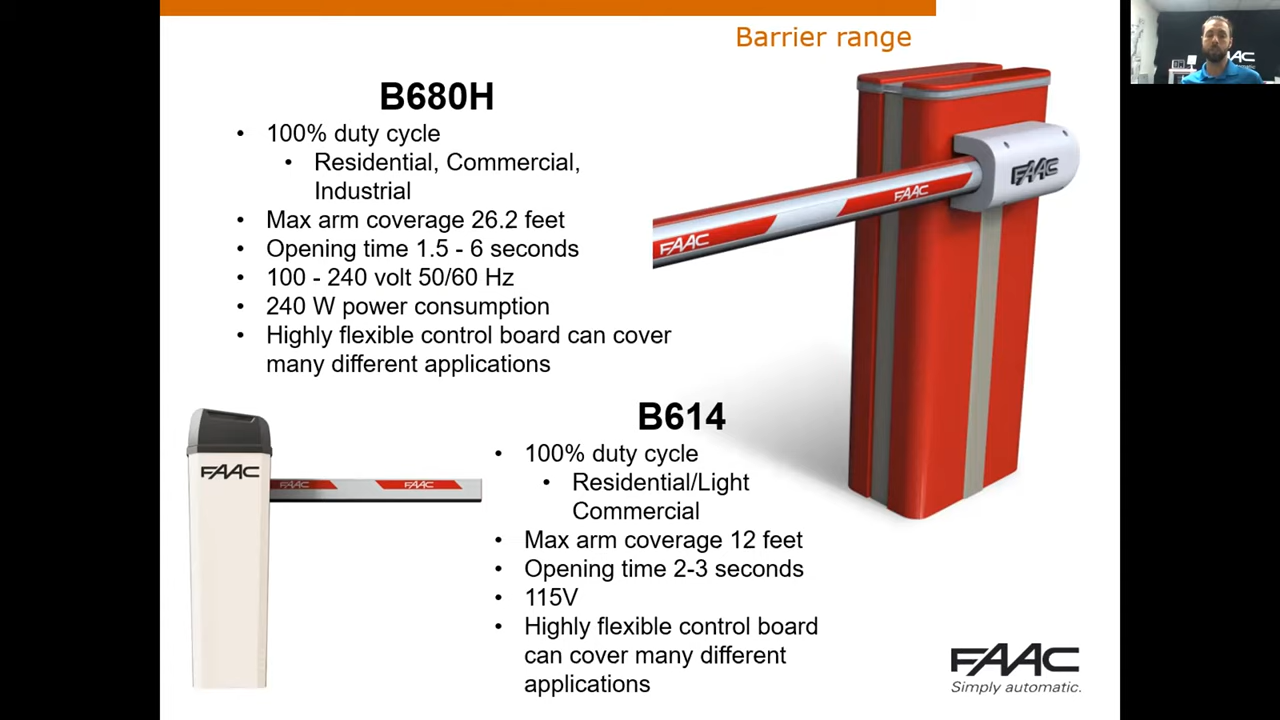 Barrier range
B680H
• 100% duty cycle
• Residential, Commercial,
Industrial
• Max arm coverage 26.2 feet
• Opening time 1.5 - 6 seconds
• 100 - 240 volt 50/60 Hz
• 240 W power consumption
• Highly flexible control board can cover
many different applications
FAAC
FAAC
FAAC
B614
• 100% duty cycle
• Residential/Light
Commercial
• Max arm coverage 12 feet
• Opening time 2-3 seconds
• 115V
• Highly flexible control board
can cover many different
applications
FAAC
FAAC
FAAC
FAAC
Simply automatic.